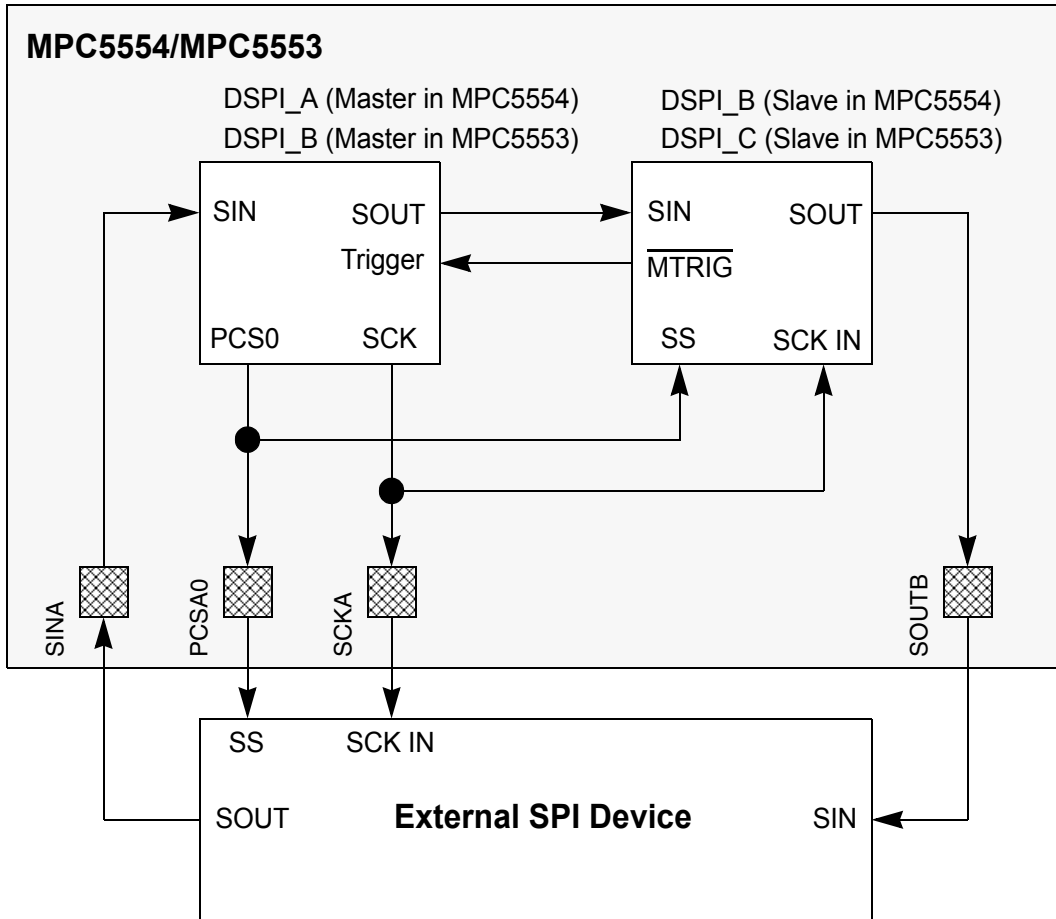 MPC5554/MPC5553
DSPI_A (Master in MPC5554)
DSPI_B (Master in MPC5553)
DSPI_B (Slave in MPC5554)
DSPI_C (Slave in MPC5553)
SIN
SOUT
Trigger
PCS0
SCK
SIN
SOUT
MTRIG
SS
SCK IN
SINA
PCSA0
SCKA
SOUTB
SS
SCK IN
SOUT
External SPI Device
SIN